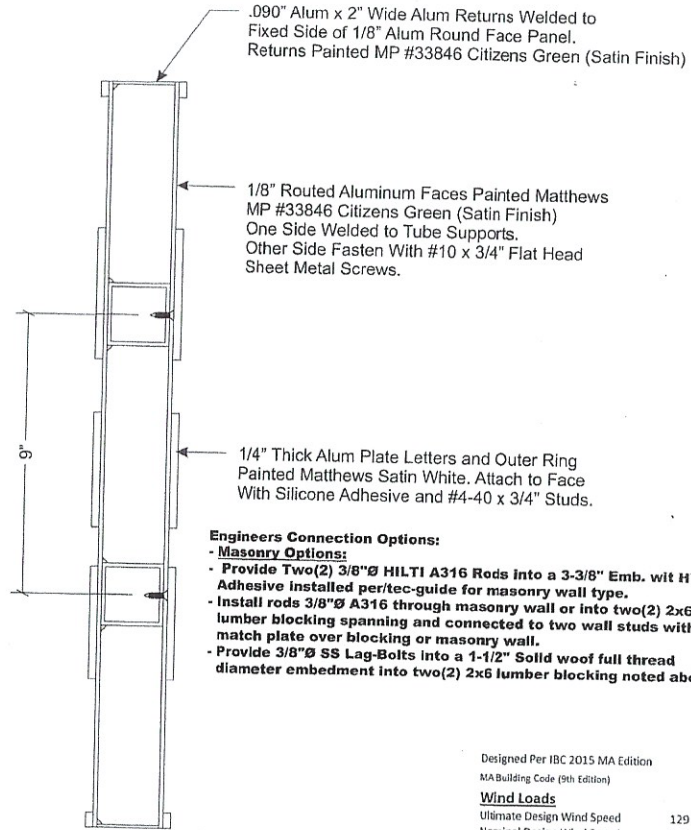 .090" Alum x 2" Wide Alum Returns Welded to
Fixed Side of 1/8" Alum Round Face Panel.
Returns Painted MP #33846 Citizens Green (Satin Finish)
1/8" Routed Aluminum Faces Painted Matthews
MP #33846 Citizens Green (Satin Finish)
One Side Welded to Tube Supports.
Other Side Fasten With #10 x 3/4" Flat Head
Sheet Metal Screws.
9"
1/4" Thick Alum Plate Letters and Outer Ring
Painted Matthews Satin White. Attach to Face
With Silicone Adhesive and #4-40 x 3/4" Studs.
Engineers Connection Options:
- Masonry Options:
- Provide Two(2) 3/8"Ø HILTI A316 Rods into a 3-3/8" Emb. wit
Adhesive installed per/tec-guide for masonry wall type.
- Install rods 3/8"Ø A316 through masonry wall or into two(2) 2x6
lumber blocking spanning and connected to two wall studs with
match plate over blocking or masonry wall.
- Provide 3/8"Ø SS Lag-Bolts into a 1-1/2" Solid woof full thread
diameter embedment into two(2) 2x6 lumber blocking noted
Designed Per IBC 2015 MA Edition
MA Building Code (9th Edition)
Wind Loads
Ultimate Design Wind Speed 129